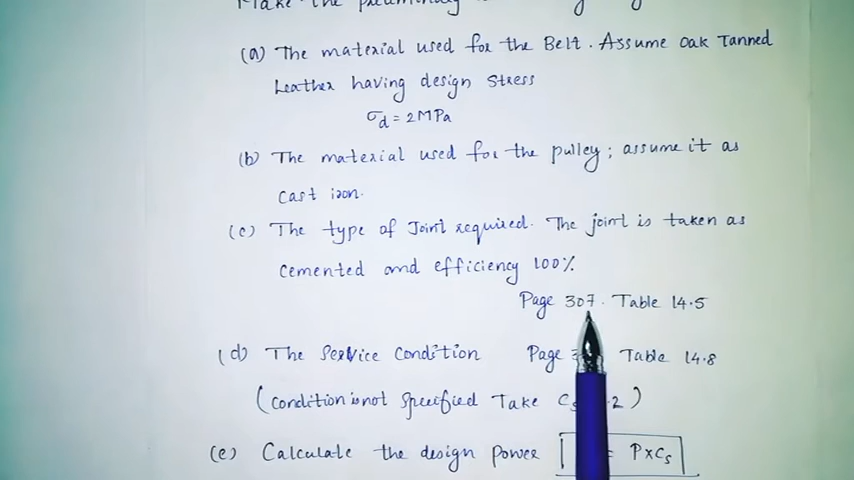 Make the preliminary
(a) The material used for the Belt. Assume Oak Tanned
Leather having design Stress
σd = 2MPa
(b) The material used for the pulley; assume it as
cast iron.
(c) The type of Joint required. The joint is taken as
cemented and efficiency 100%
Page 307. Table 14.5
(d) The Service Condition Page Table 14.8
(condition is not specified Take
(e) Calculate the design power = P×Cs